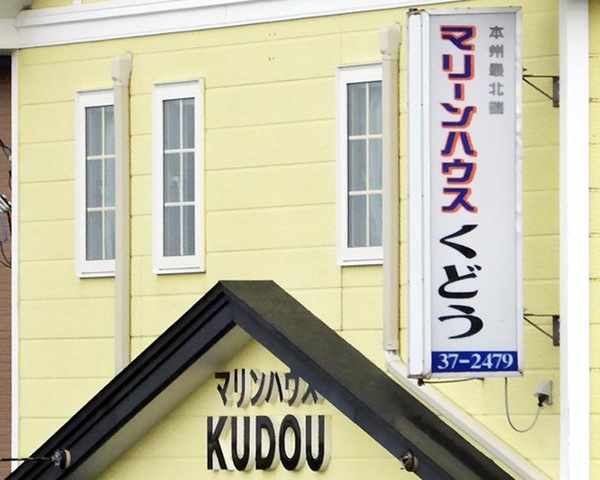 本州最北端
マリーンハウス
くどう
37-2479
マリンハウス
KUDOU